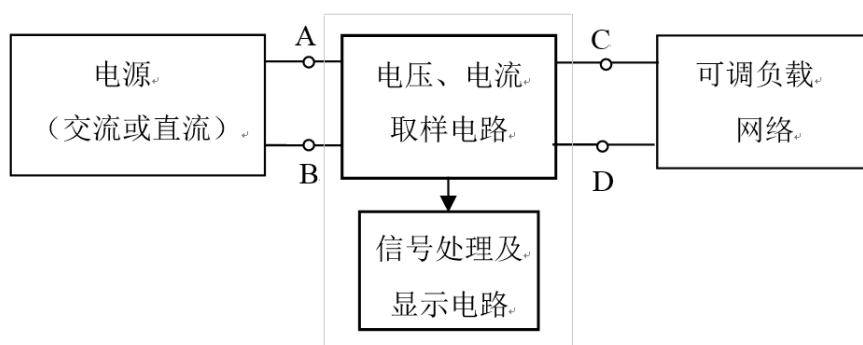 A
C
电源
（交流或直流）
电压、电流
取样电路
可调负载
网络
B
D
信号处理及
显示电路